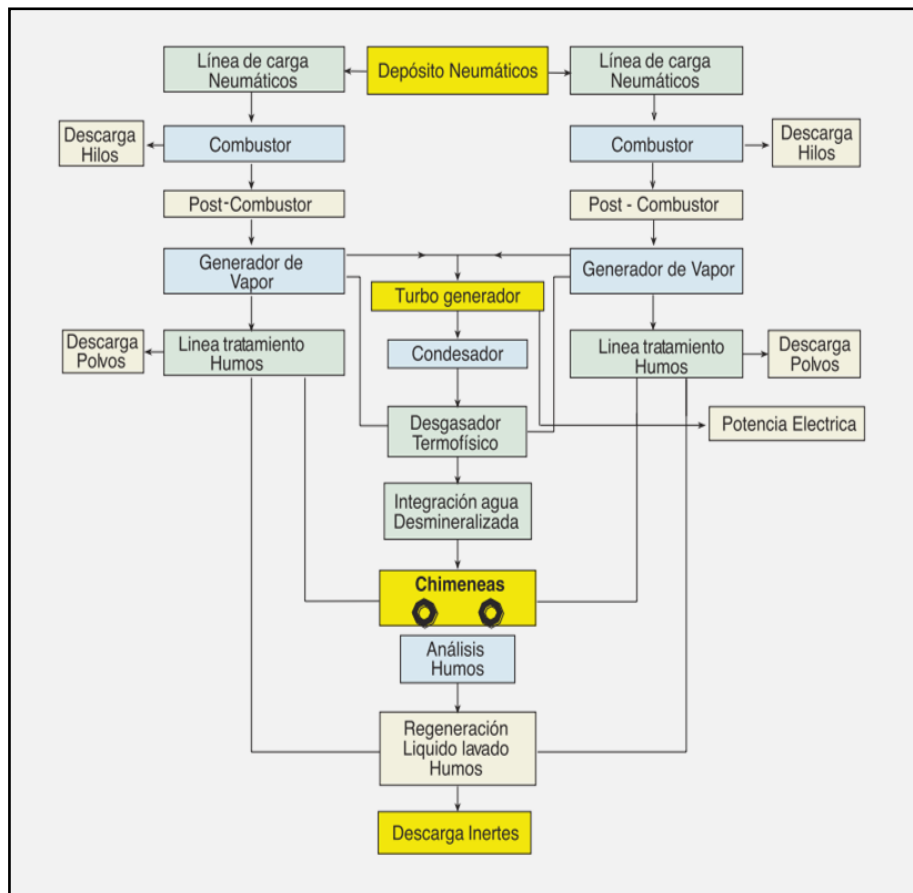 Línea de carga
Neumáticos
Depósito Neumáticos
Línea de carga
Neumáticos
Descarga
Hilos
Combustor
Combustor
Descarga
Hilos
Post-Combustor
Post - Combustor
Generador de
Vapor
Generador de Vapor
Turbo generador
Descarga
Polvos
Linea tratamiento
Humos
Condesador
Linea tratamiento
Humos
Descarga
Polvos
Desgasador
Termofísico
Potencia Electrica
Integración agua
Desmineralizada
Chimeneas
Análisis
Humos
Regeneración
Liquido lavado
Humos
Descarga Inertes